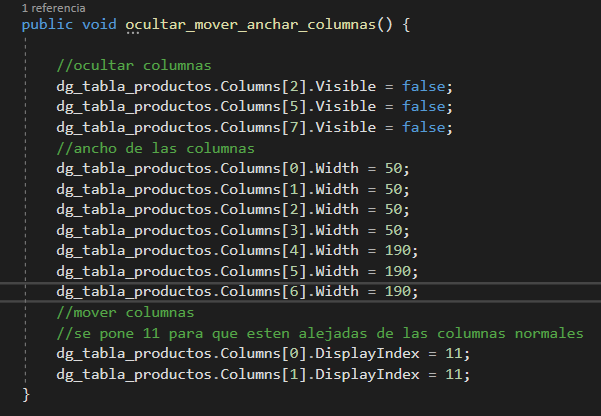 1 referencia
public void ocultar_mover_anchar_columnas() {
//ocultar columnas
dg_tabla_productos.Columns[2].Visible = false;
dg_tabla_productos.Columns[5].Visible = false;
dg_tabla_productos.Columns[7].Visible = false;
//ancho de las columnas
dg_tabla_productos.Columns[0].Width = 50;
dg_tabla_productos.Columns[1].Width = 50;
dg_tabla_productos.Columns[2].Width = 50;
dg_tabla_productos.Columns[3].Width = 50;
dg_tabla_productos.Columns[4].Width = 190;
dg_tabla_productos.Columns[5].Width = 190;
dg_tabla_productos.Columns[6].Width = 190;
//mover columnas
//se pone 11 para que esten alejadas de las columnas normales
dg_tabla_productos.Columns[0].DisplayIndex = 11;
dg_tabla_productos.Columns[1].DisplayIndex = 11;
}